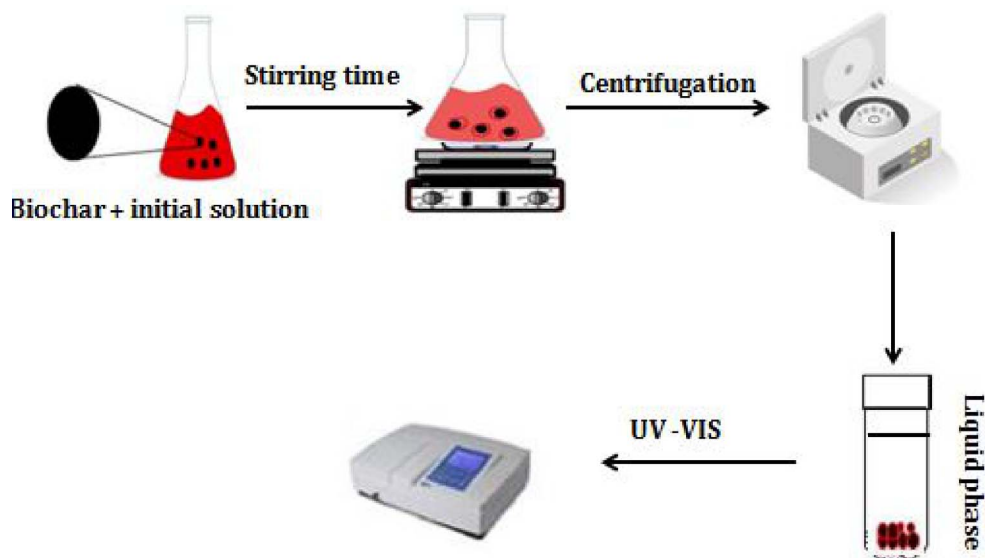 Stirring time
Centrifugation
Biochar + initial solution
Liquid phase
UV -VIS